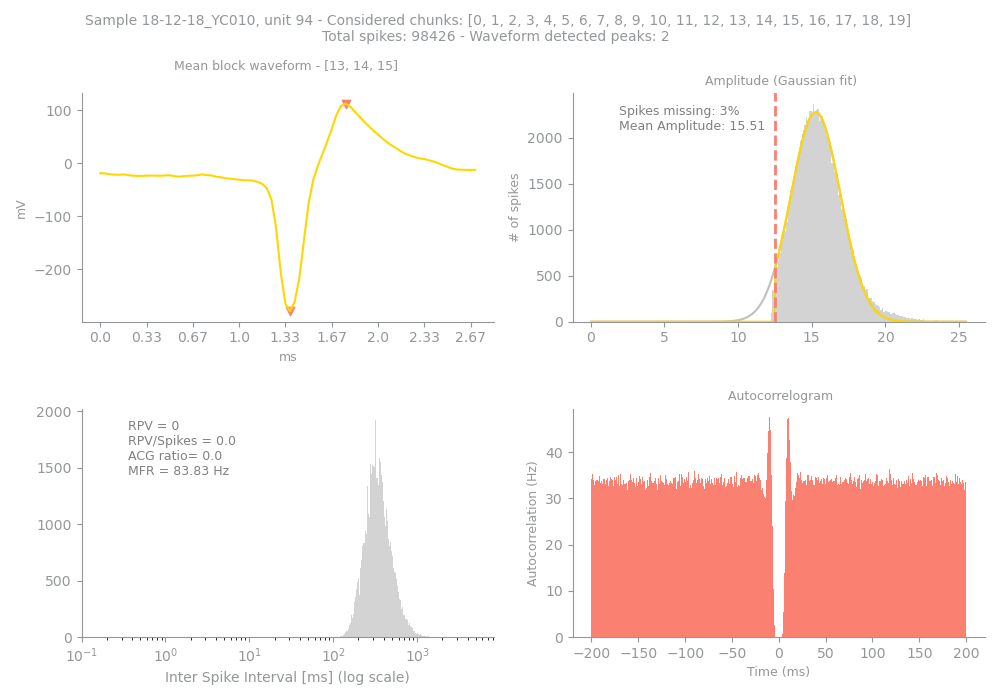 Sample 18-12-18_YC010, unit 94 - Considered chunks: [0, 1, 2, 3, 4, 5, 6, 7, 8, 9, 10, 11, 12, 13, 14, 15, 16, 17, 18, 19]
Total spikes: 98426 - Waveform detected peaks: 2
Mean block waveform - [13, 14, 15]
100
0
−100
−200
mV
0.0 0.33 0.67 1.0 1.33 1.67 2.0 2.33 2.67
ms
Amplitude (Gaussian fit)
Spikes missing: 3%
Mean Amplitude: 15.51
2000
1500
1000
500
0
# of spikes
0 5 10 15 20 25
RPV = 0
RPV/Spikes = 0.0
ACG ratio= 0.0
MFR = 83.83 Hz
2000
1500
1000
500
0
10⁻¹ 10⁰ 10¹ 10² 10³
Inter Spike Interval [ms] (log scale)
Autocorrelogram
40
30
20
10
0
Autocorrelation (Hz)
−200 −150 −100 −50 0 50 100 150 200
Time (ms)